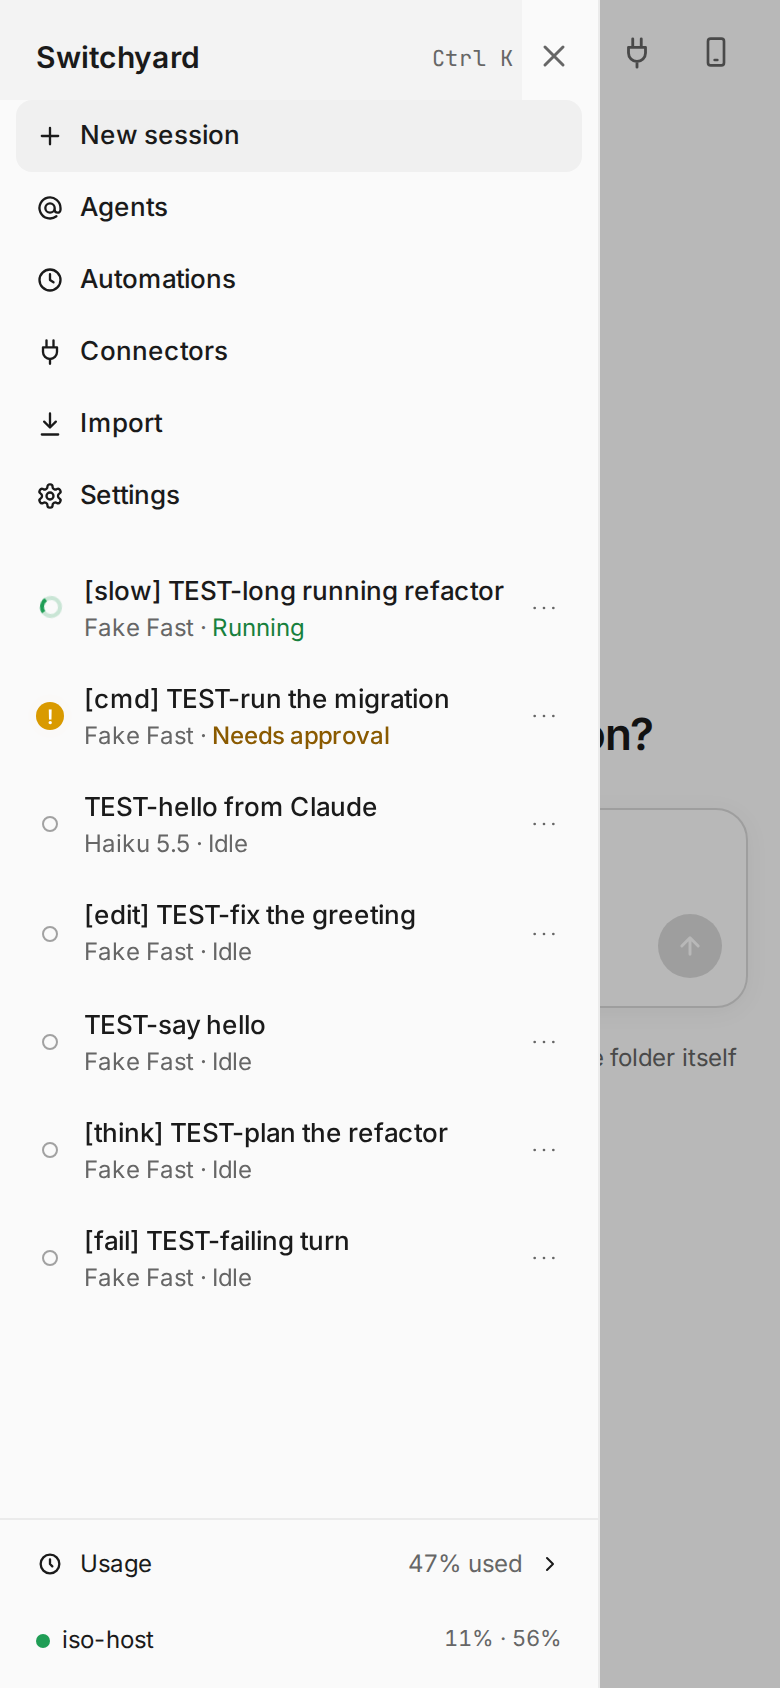 Switchyard Ctrl K
New session
Agents
Automations
Connectors
Import
Settings
[slow] TEST-long running refactor
Fake Fast · Running
[cmd] TEST-run the migration
Fake Fast · Needs approval
TEST-hello from Claude
Haiku 5.5 · Idle
[edit] TEST-fix the greeting
Fake Fast · Idle
TEST-say hello
Fake Fast · Idle
[think] TEST-plan the refactor
Fake Fast · Idle
[fail] TEST-failing turn
Fake Fast · Idle
Usage 47% used
iso-host 11% · 56%
on?
folder itself